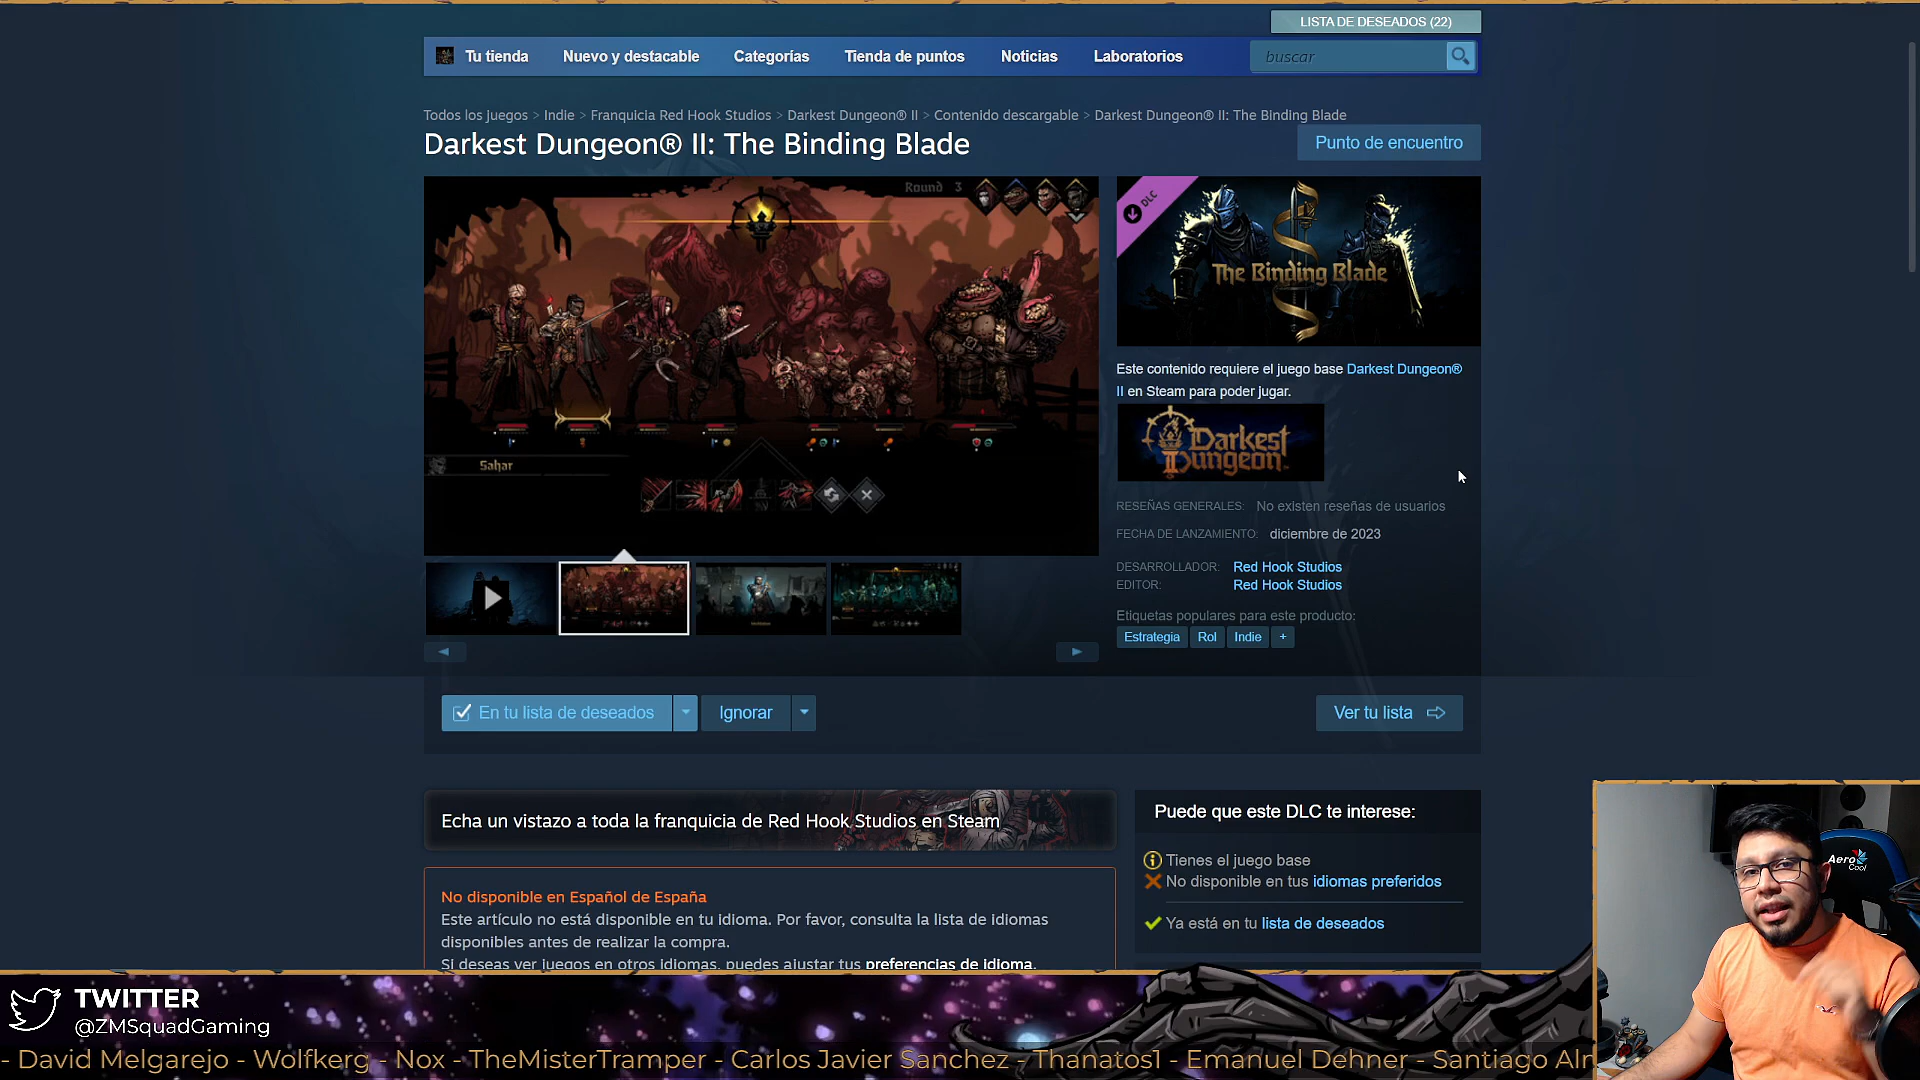 LISTA DE DESEADOS (22)
Tu tienda Nuevo y destacable Categorías Tienda de puntos Noticias Laboratorios buscar
Todos los juegos > Indie > Franquicia Red Hook Studios > Darkest Dungeon® II > Contenido descargable > Darkest Dungeon® II: The Binding Blade
Darkest Dungeon® II: The Binding Blade
Punto de encuentro
Round 3
Sahar
DLC
The Binding Blade
Este contenido requiere el juego base Darkest Dungeon®
II en Steam para poder jugar.
Darkest
Dungeon
II
RESEÑAS GENERALES: No existen reseñas de usuarios
FECHA DE LANZAMIENTO: diciembre de 2023
DESARROLLADOR: Red Hook Studios
EDITOR: Red Hook Studios
Etiquetas populares para este producto:
Estrategia Rol Indie +
En tu lista de deseados Ignorar
Ver tu lista
Echa un vistazo a toda la franquicia de Red Hook Studios en Steam
No disponible en Español de España
Este artículo no está disponible en tu idioma. Por favor, consulta la lista de idiomas
disponibles antes de realizar la compra.
Si deseas ver juegos en otros idiomas, puedes ajustar tus preferencias de idioma.
Puede que este DLC te interese:
Tienes el juego base
No disponible en tus idiomas preferidos
Ya está en tu lista de deseados
Aero
Cool
TWITTER
@ZMSquadGaming
- David Melgarejo - Wolfkerg - Nox - TheMisterTramper - Carlos Javier Sanchez - Thanatos1 - Emanuel Dehner - Santiago